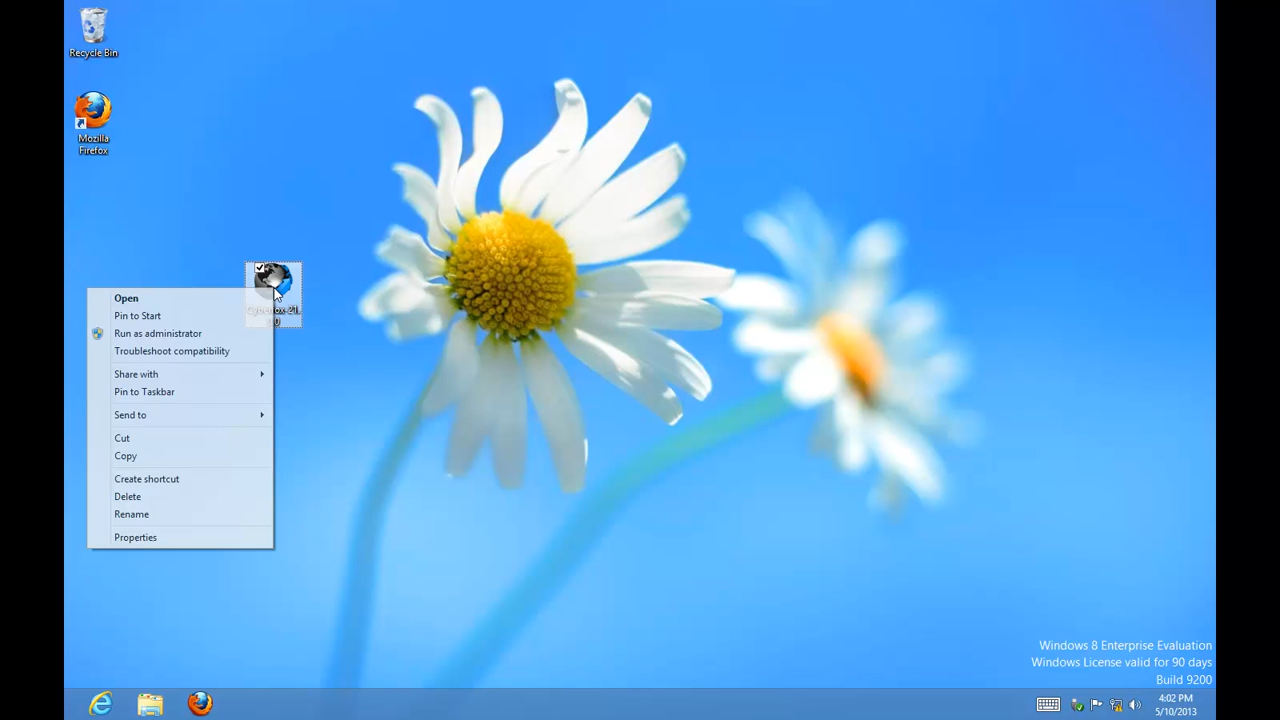 Recycle Bin
Mozilla
Firefox
Open
Pin to Start
Run as administrator
Troubleshoot compatibility
Share with
Pin to Taskbar
Send to
Cut
Copy
Create shortcut
Delete
Rename
Properties
Windows 8 Enterprise Evaluation
Windows License valid for 90 days
Build 9200
4:02 PM
5/10/2013